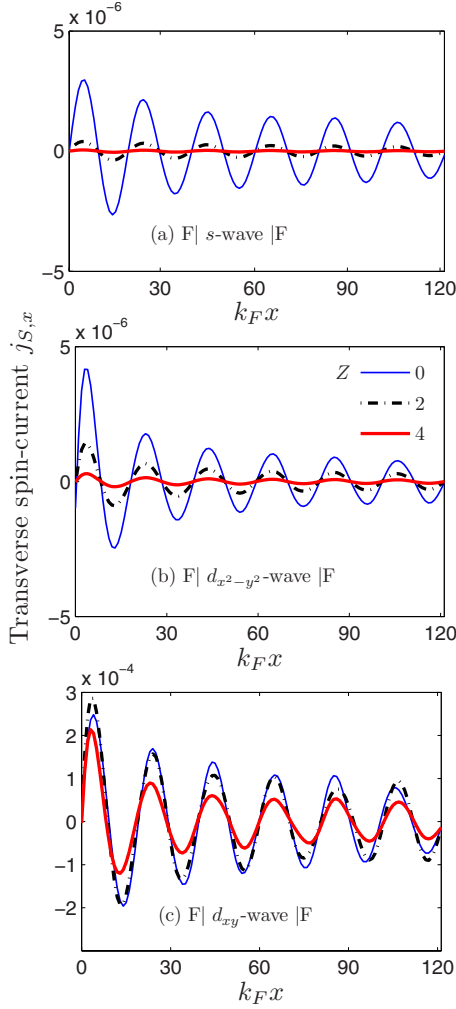 Transverse spin-current j_{S,x}
x 10^{-6}
5
0
−5
(a) F| s-wave |F
0 30 60 90 120
k_F x
x 10^{-6}
5
0
−5
Z 0
2
4
(b) F| d_{x^2−y^2}-wave |F
0 30 60 90 120
k_F x
x 10^{-4}
3
2
1
0
−1
−2
(c) F| d_{xy}-wave |F
0 30 60 90 120
k_F x